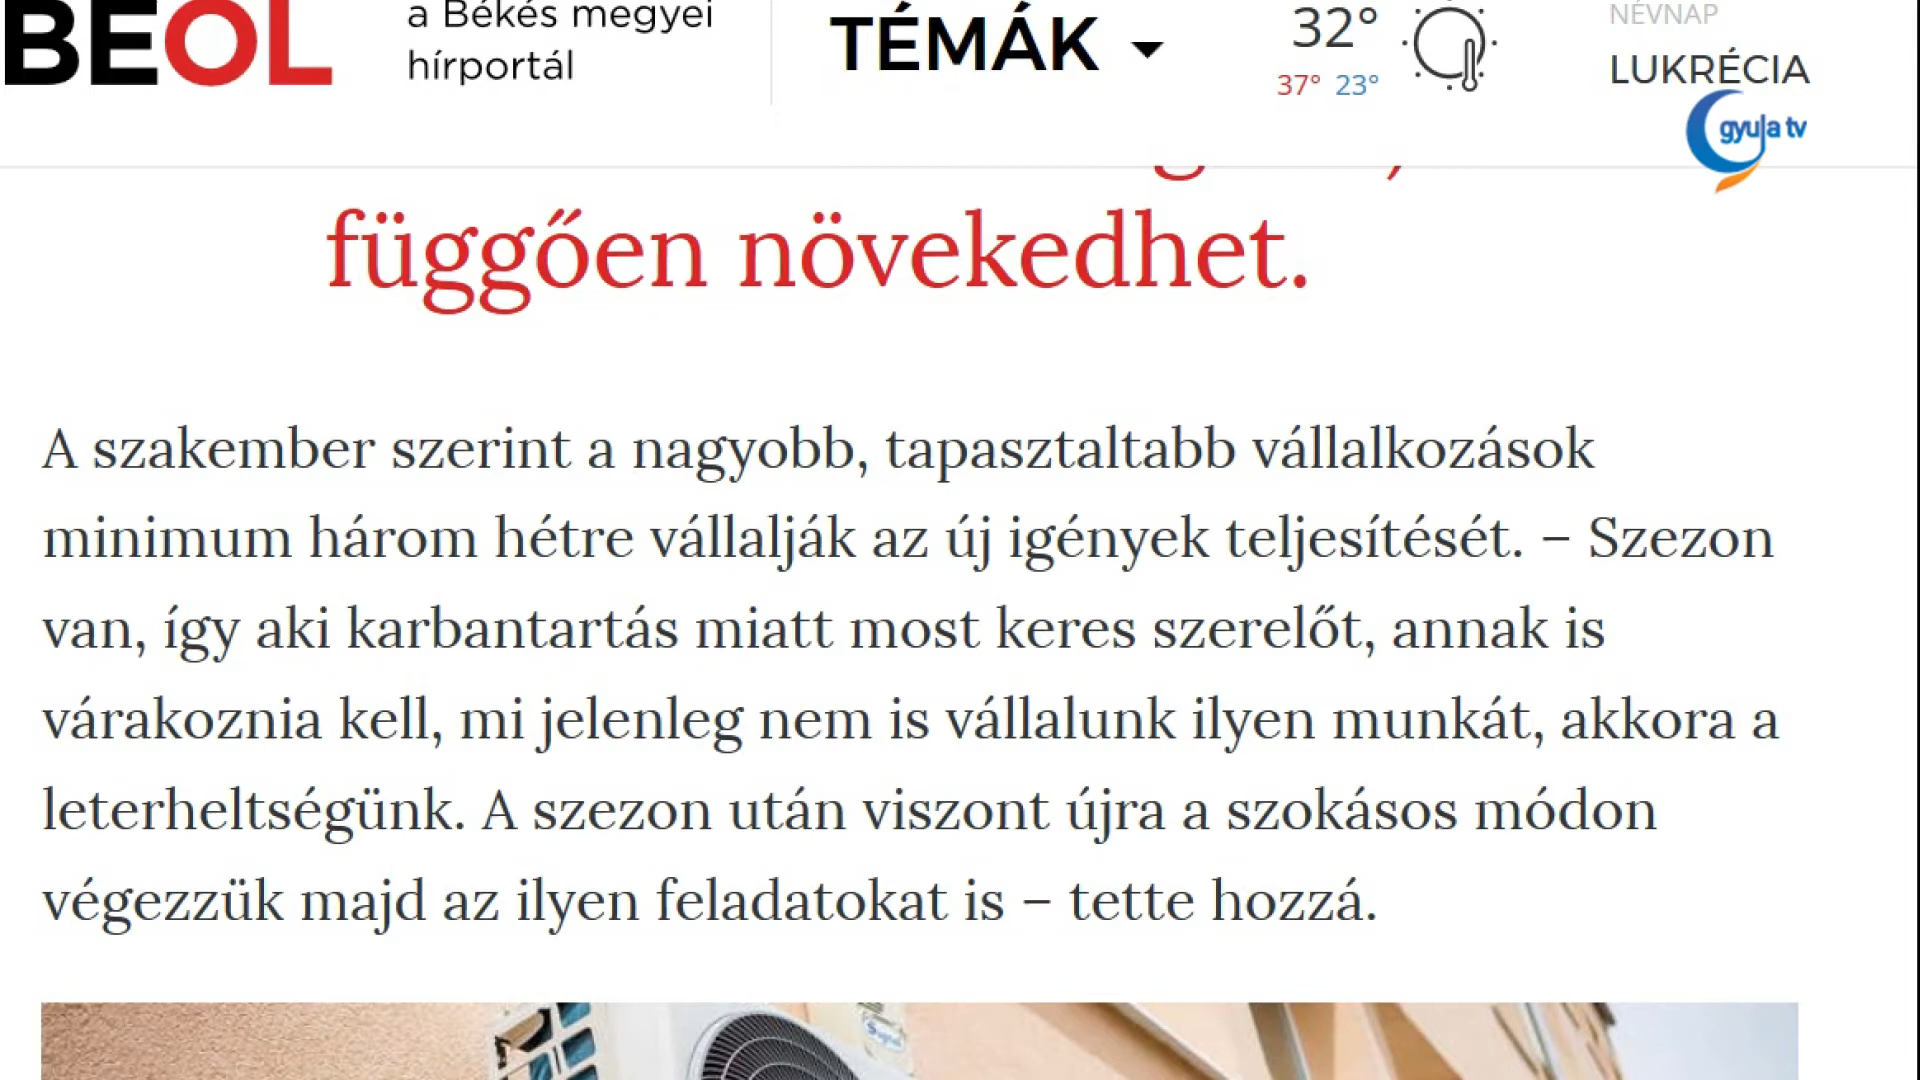 BEOL
a Békés megyei
hírportál
TÉMÁK
32°
37° 23°
NÉVNAP
LUKRÉCIA
gyula tv
függően növekedhet.
A szakember szerint a nagyobb, tapasztaltabb vállalkozások
minimum három hétre vállalják az új igények teljesítését. – Szezon
van, így aki karbantartás miatt most keres szerelőt, annak is
várakoznia kell, mi jelenleg nem is vállalunk ilyen munkát, akkora a
leterheltségünk. A szezon után viszont újra a szokásos módon
végezzük majd az ilyen feladatokat is – tette hozzá.